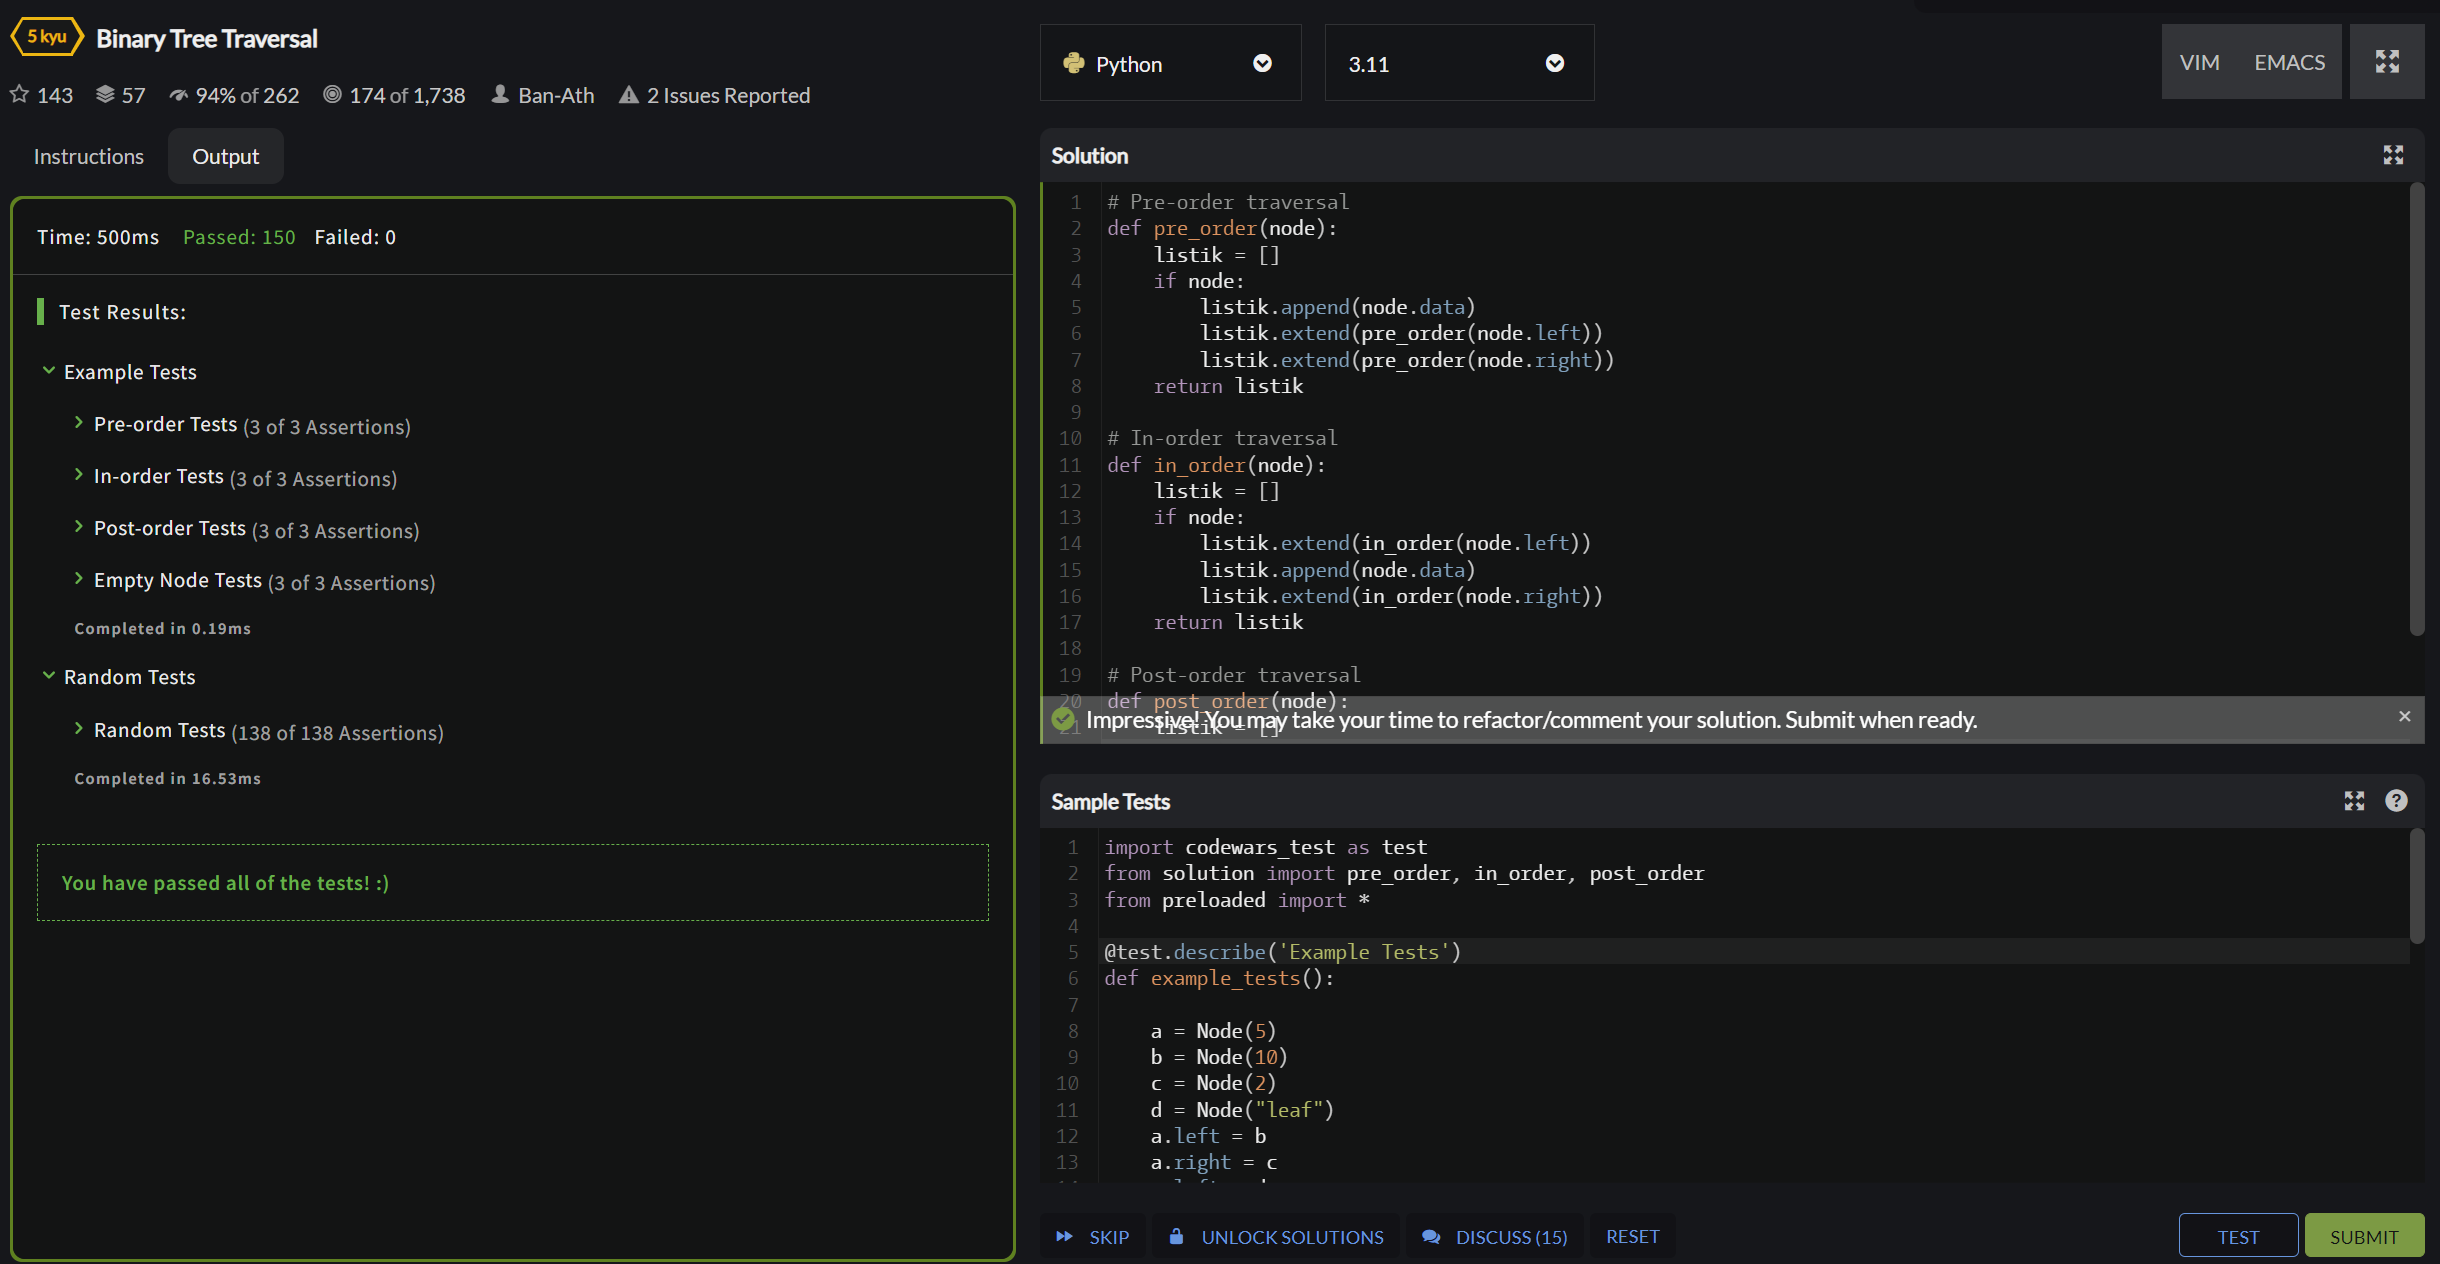 5 kyu Binary Tree Traversal
143 57 94% of 262 174 of 1,738 Ban-Ath 2 Issues Reported
Instructions Output
Time: 500ms Passed: 150 Failed: 0
Test Results:
Example Tests
Pre-order Tests (3 of 3 Assertions)
In-order Tests (3 of 3 Assertions)
Post-order Tests (3 of 3 Assertions)
Empty Node Tests (3 of 3 Assertions)
Completed in 0.19ms
Random Tests
Random Tests (138 of 138 Assertions)
Completed in 16.53ms
You have passed all of the tests! :)
Python 3.11 VIM EMACS
Solution
1 # Pre-order traversal
2 def pre_order(node):
3     listik = []
4     if node:
5         listik.append(node.data)
6         listik.extend(pre_order(node.left))
7         listik.extend(pre_order(node.right))
8     return listik
9
10 # In-order traversal
11 def in_order(node):
12     listik = []
13     if node:
14         listik.extend(in_order(node.left))
15         listik.append(node.data)
16         listik.extend(in_order(node.right))
17     return listik
18
19 # Post-order traversal
20 def post_order(node):
21     listik = []
Impressive! You may take your time to refactor/comment your solution. Submit when ready.
Sample Tests
1 import codewars_test as test
2 from solution import pre_order, in_order, post_order
3 from preloaded import *
4
5 @test.describe('Example Tests')
6 def example_tests():
7
8     a = Node(5)
9     b = Node(10)
10     c = Node(2)
11     d = Node("leaf")
12     a.left = b
13     a.right = c
SKIP UNLOCK SOLUTIONS DISCUSS (15) RESET TEST SUBMIT